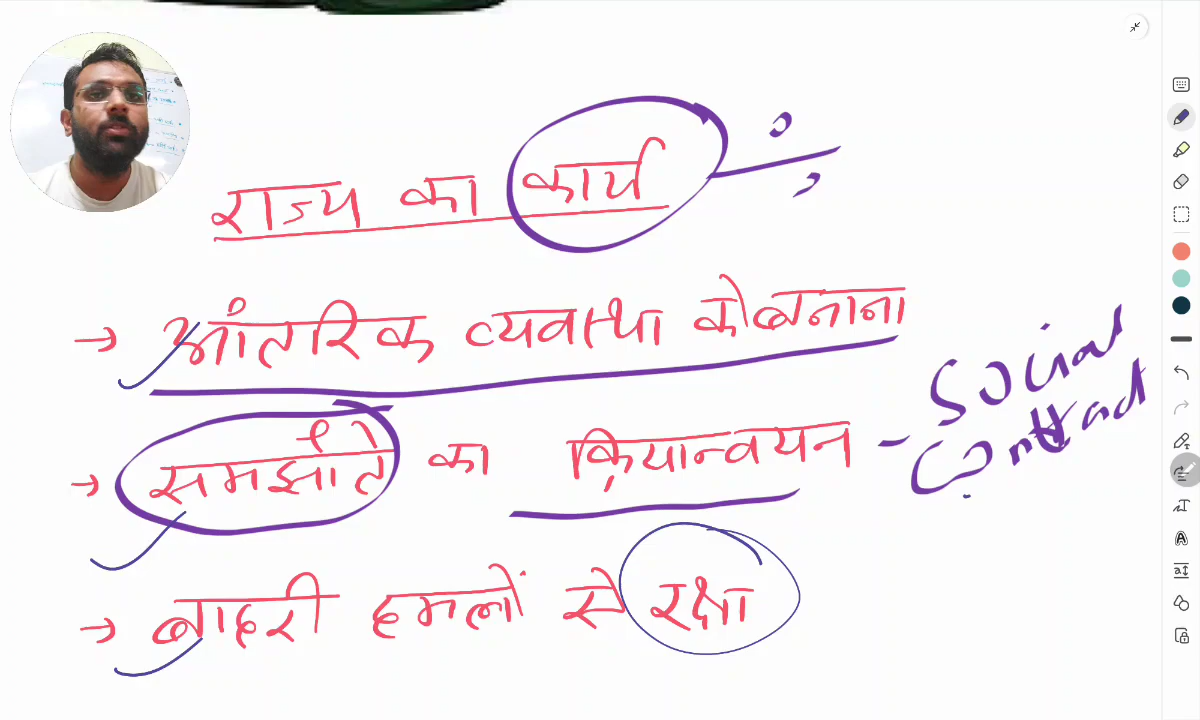 राज्य का कार्य
→ आंतरिक व्यवस्था को बनाना
→ समझौते का क्रियान्वयन - Social Contract
→ बाहरी हमलों से रक्षा